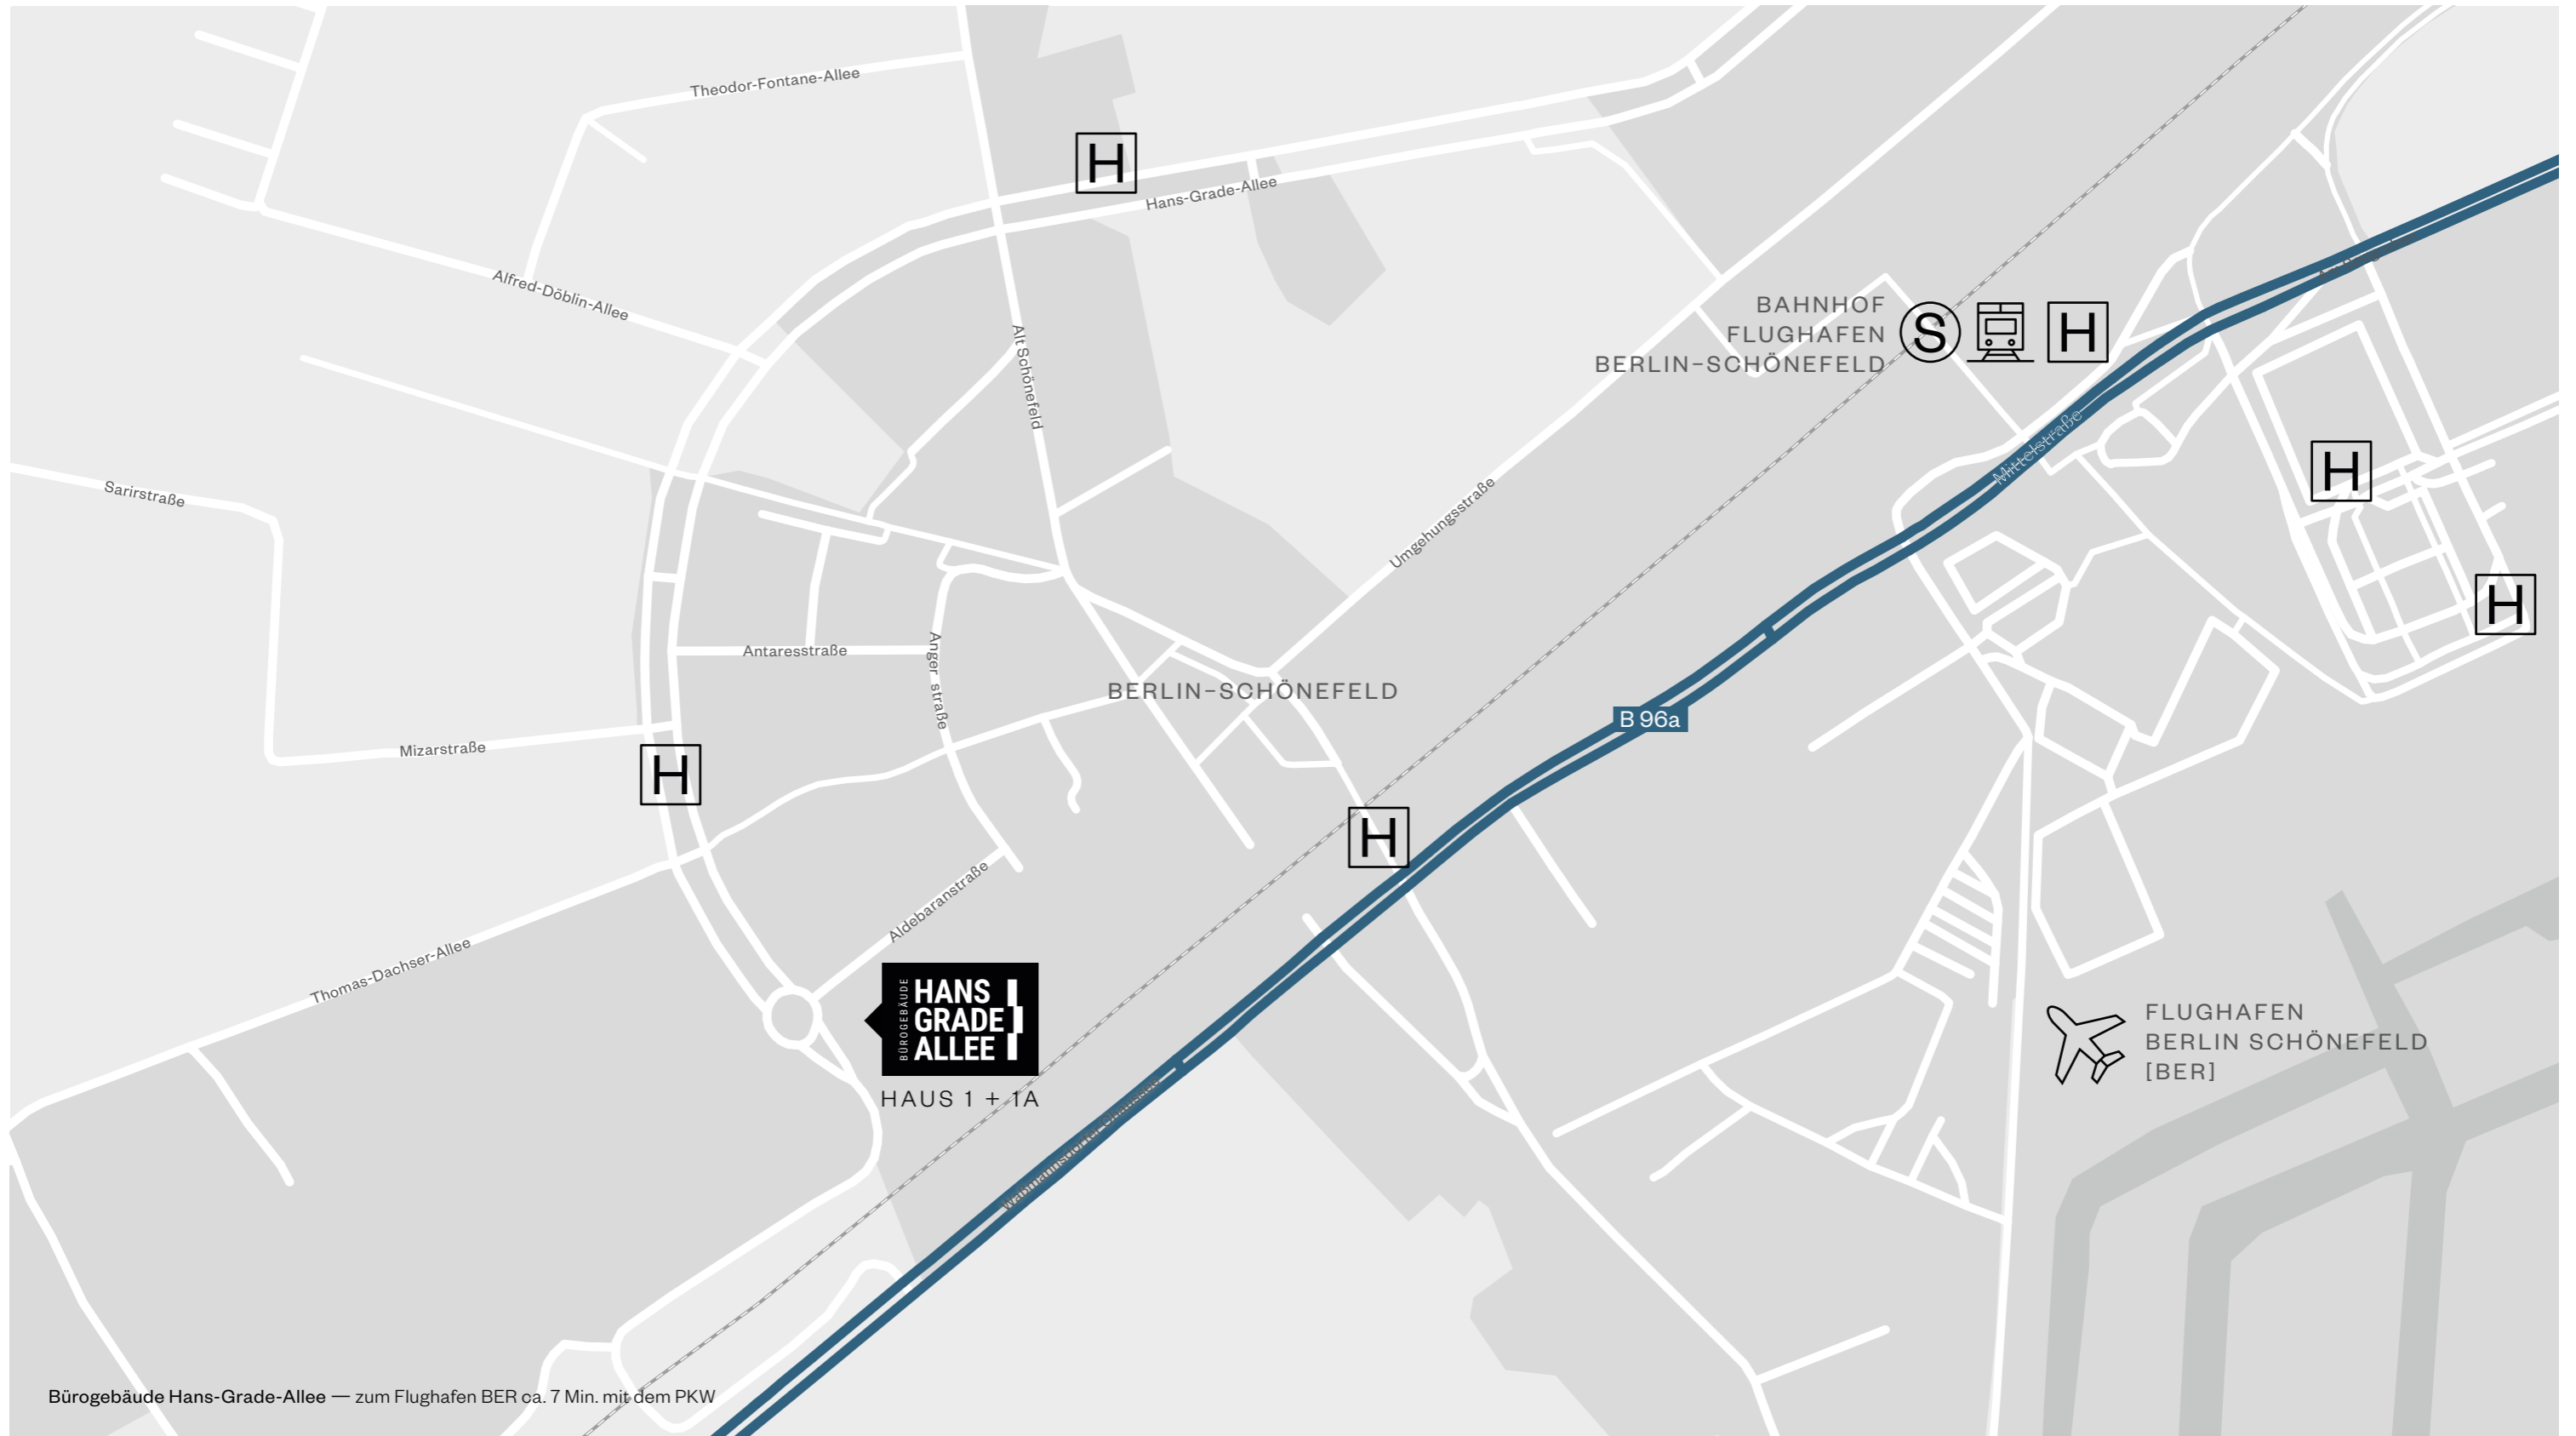 Theodor-Fontane-Allee
H
Hans-Grade-Allee
Alfred-Döblin-Allee
Alt Schönefeld
BAHNHOF
FLUGHAFEN
BERLIN-SCHÖNEFELD
S
H
Mittelstraße
H
Sarirstraße
Umgehungsstraße
H
Antaresstraße
Anger straße
BERLIN-SCHÖNEFELD
B 96a
Mizarstraße
H
H
Aldebaranstraße
Thomas-Dachser-Allee
BÜROGEBÄUDE
HANS
GRADE
ALLEE
HAUS 1 + 1A
FLUGHAFEN
BERLIN SCHÖNEFELD
[BER]
Bürogebäude Hans-Grade-Allee — zum Flughafen BER ca. 7 Min. mit dem PKW